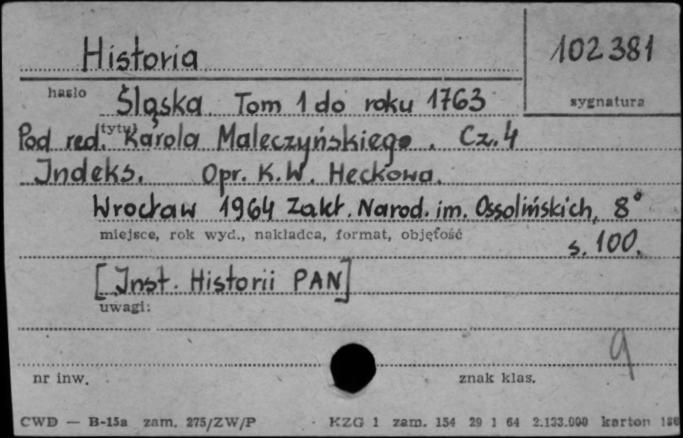 Historia
102381
hasło
sygnatura
Śląska Tom 1 do roku 1763
tytuł
Pod red. Karola Maleczyńskiego. Cz. 4
Indeks. Opr. K.W. Heckowa.
Wrocław 1964 Zakł. Narod. im. Ossolińskich, 8°
miejsce, rok wyd., nakładca, format, objętość
s. 100.
[Inst. Historii PAN]
uwagi:
9
nr inw.
znak klas.
CWD — B-15a zam. 275/ZW/P KZG 1 zam. 154 29 1 64 2.133.000 karton